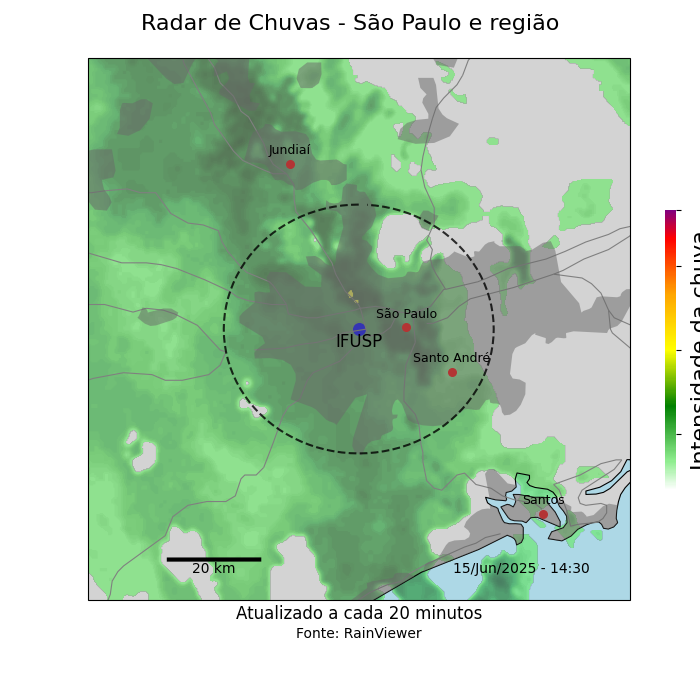 Radar de Chuvas - São Paulo e região
Jundiaí
São Paulo
IFUSP
Santo André
Santos
20 km
15/Jun/2025 - 14:30
Intensidade da chuva
Atualizado a cada 20 minutos
Fonte: RainViewer